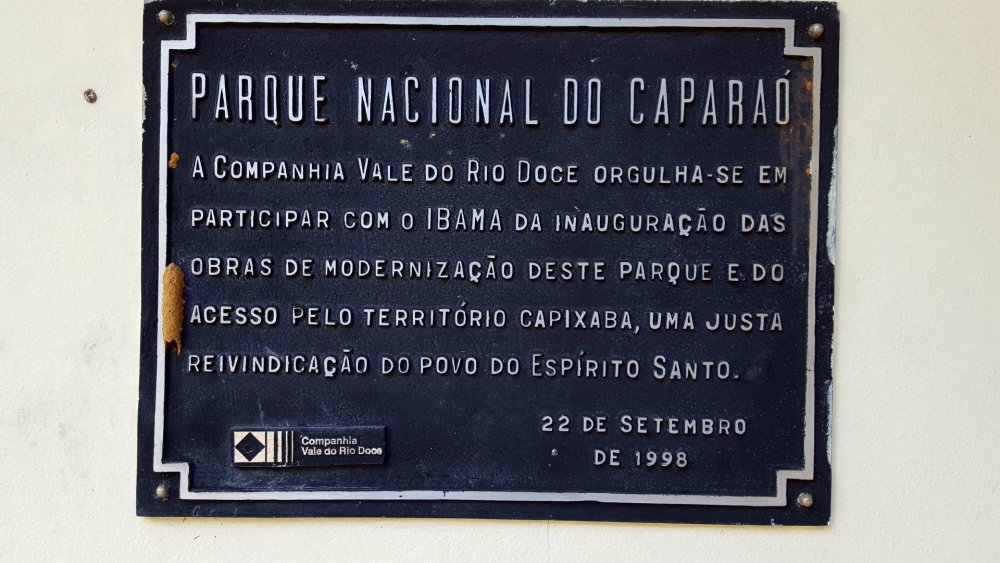 PARQUE NACIONAL DO CAPARAÓ
A COMPANHIA VALE DO RIO DOCE ORGULHA-SE EM
PARTICIPAR COM O IBAMA DA INAUGURAÇÃO DAS
OBRAS DE MODERNIZAÇÃO DESTE PARQUE E DO
ACESSO PELO TERRITÓRIO CAPIXABA, UMA JUSTA
REIVINDICAÇÃO DO POVO DO ESPÍRITO SANTO.
22 DE SETEMBRO
DE 1998
Companhia
Vale do Rio Doce